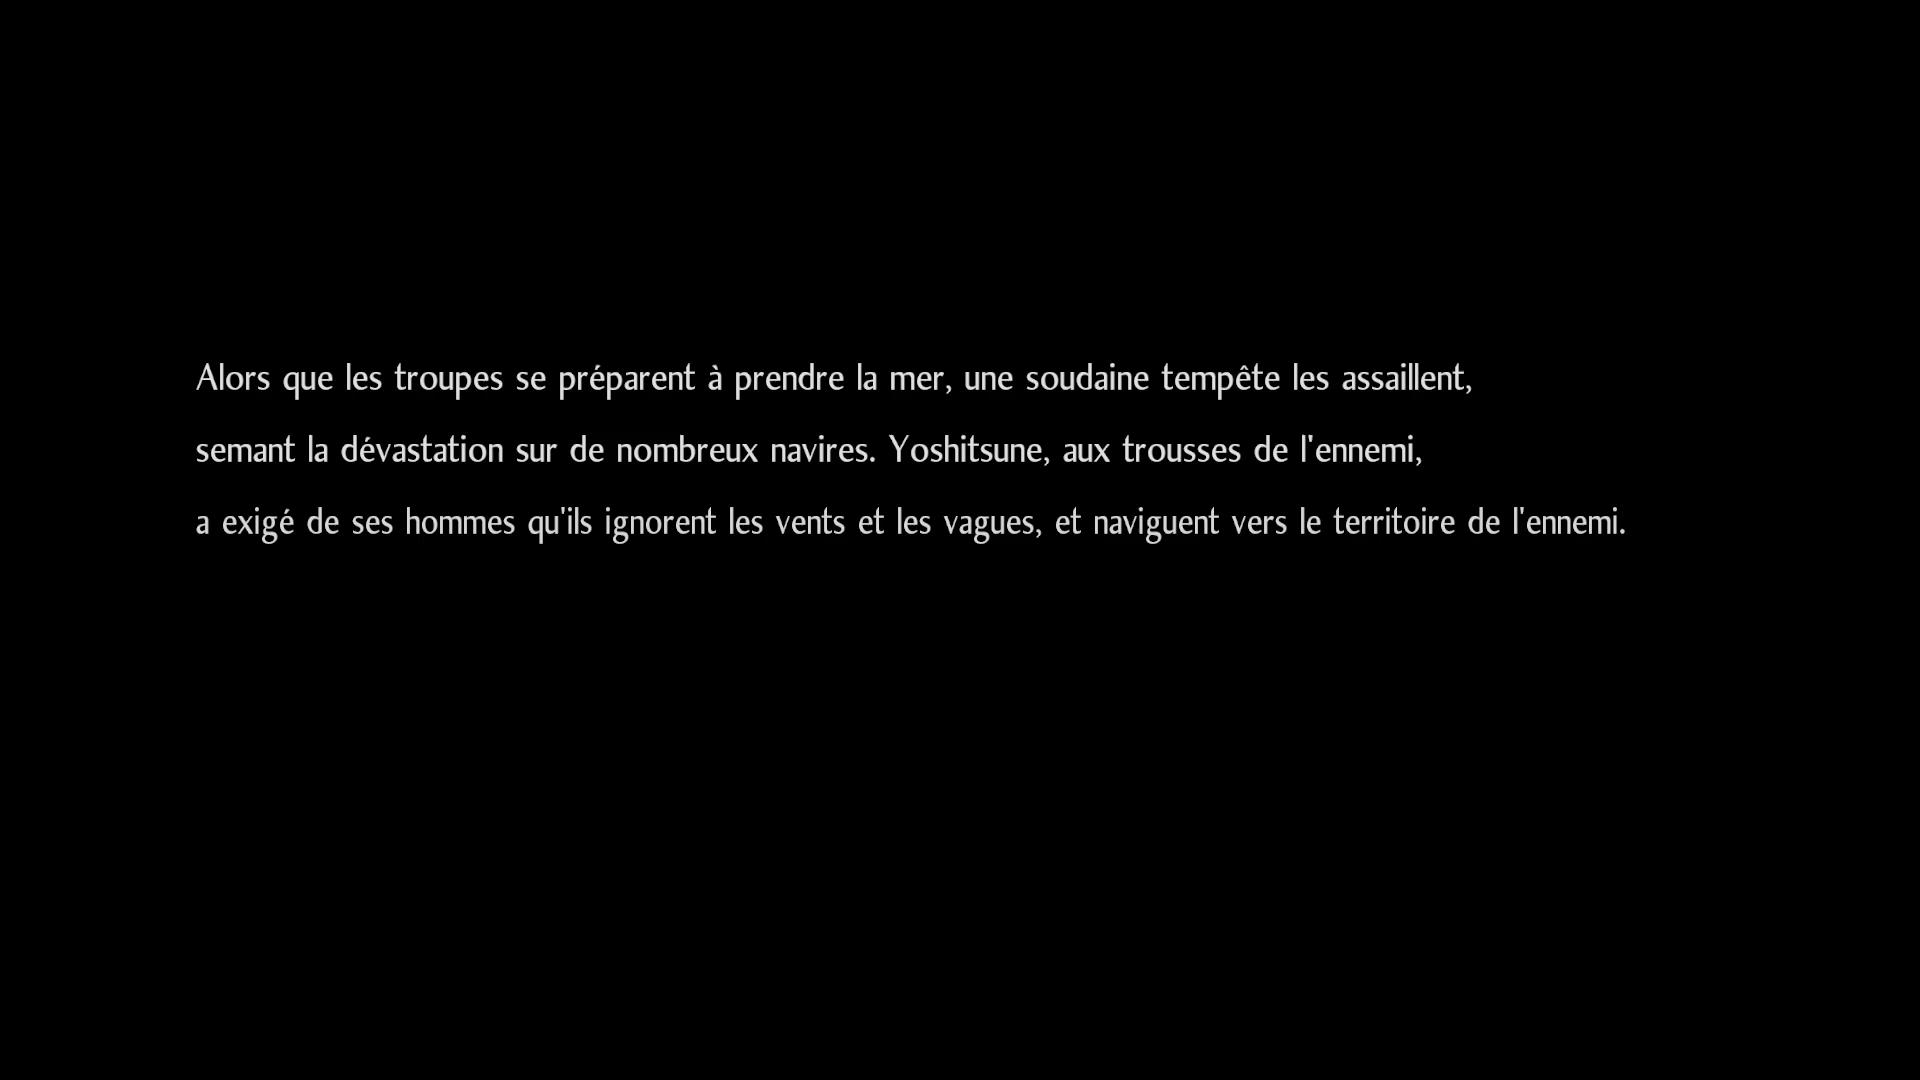 Alors que les troupes se préparent à prendre la mer, une soudaine tempête les assaillent,
semant la dévastation sur de nombreux navires. Yoshitsune, aux trousses de l'ennemi,
a exigé de ses hommes qu'ils ignorent les vents et les vagues, et naviguent vers le territoire de l'ennemi.